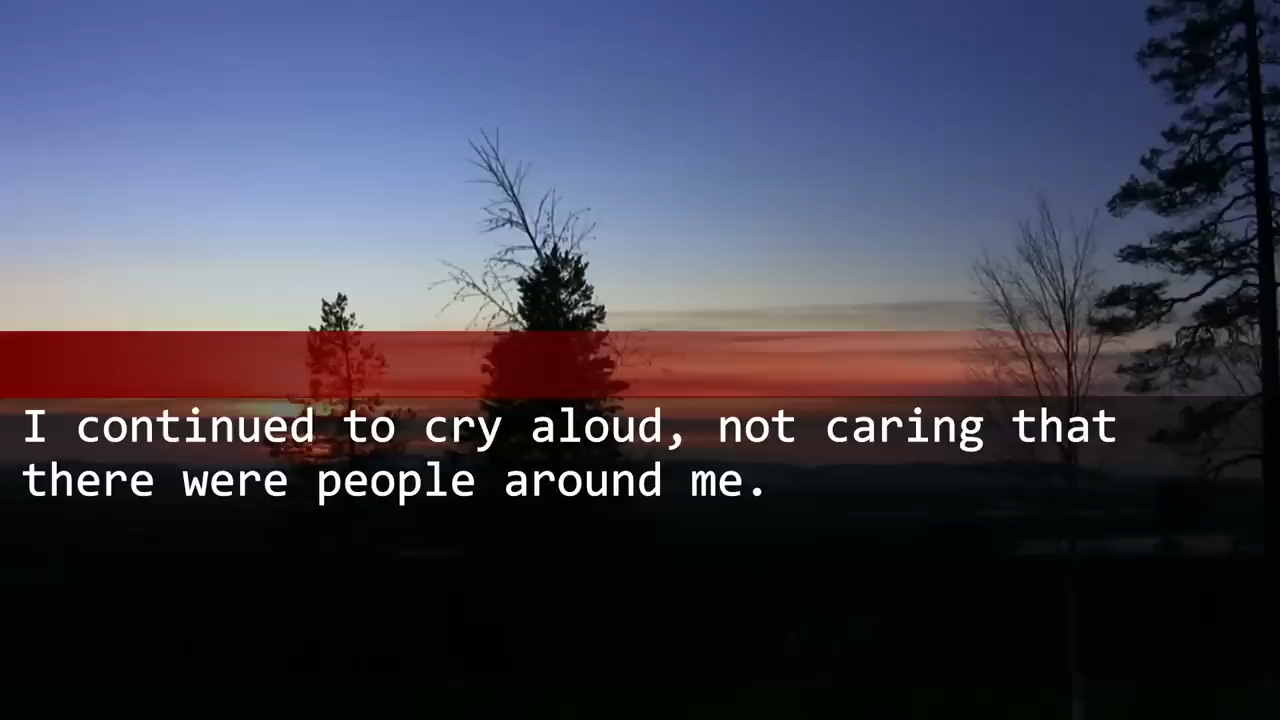 I continued to cry aloud, not caring that
there were people around me.